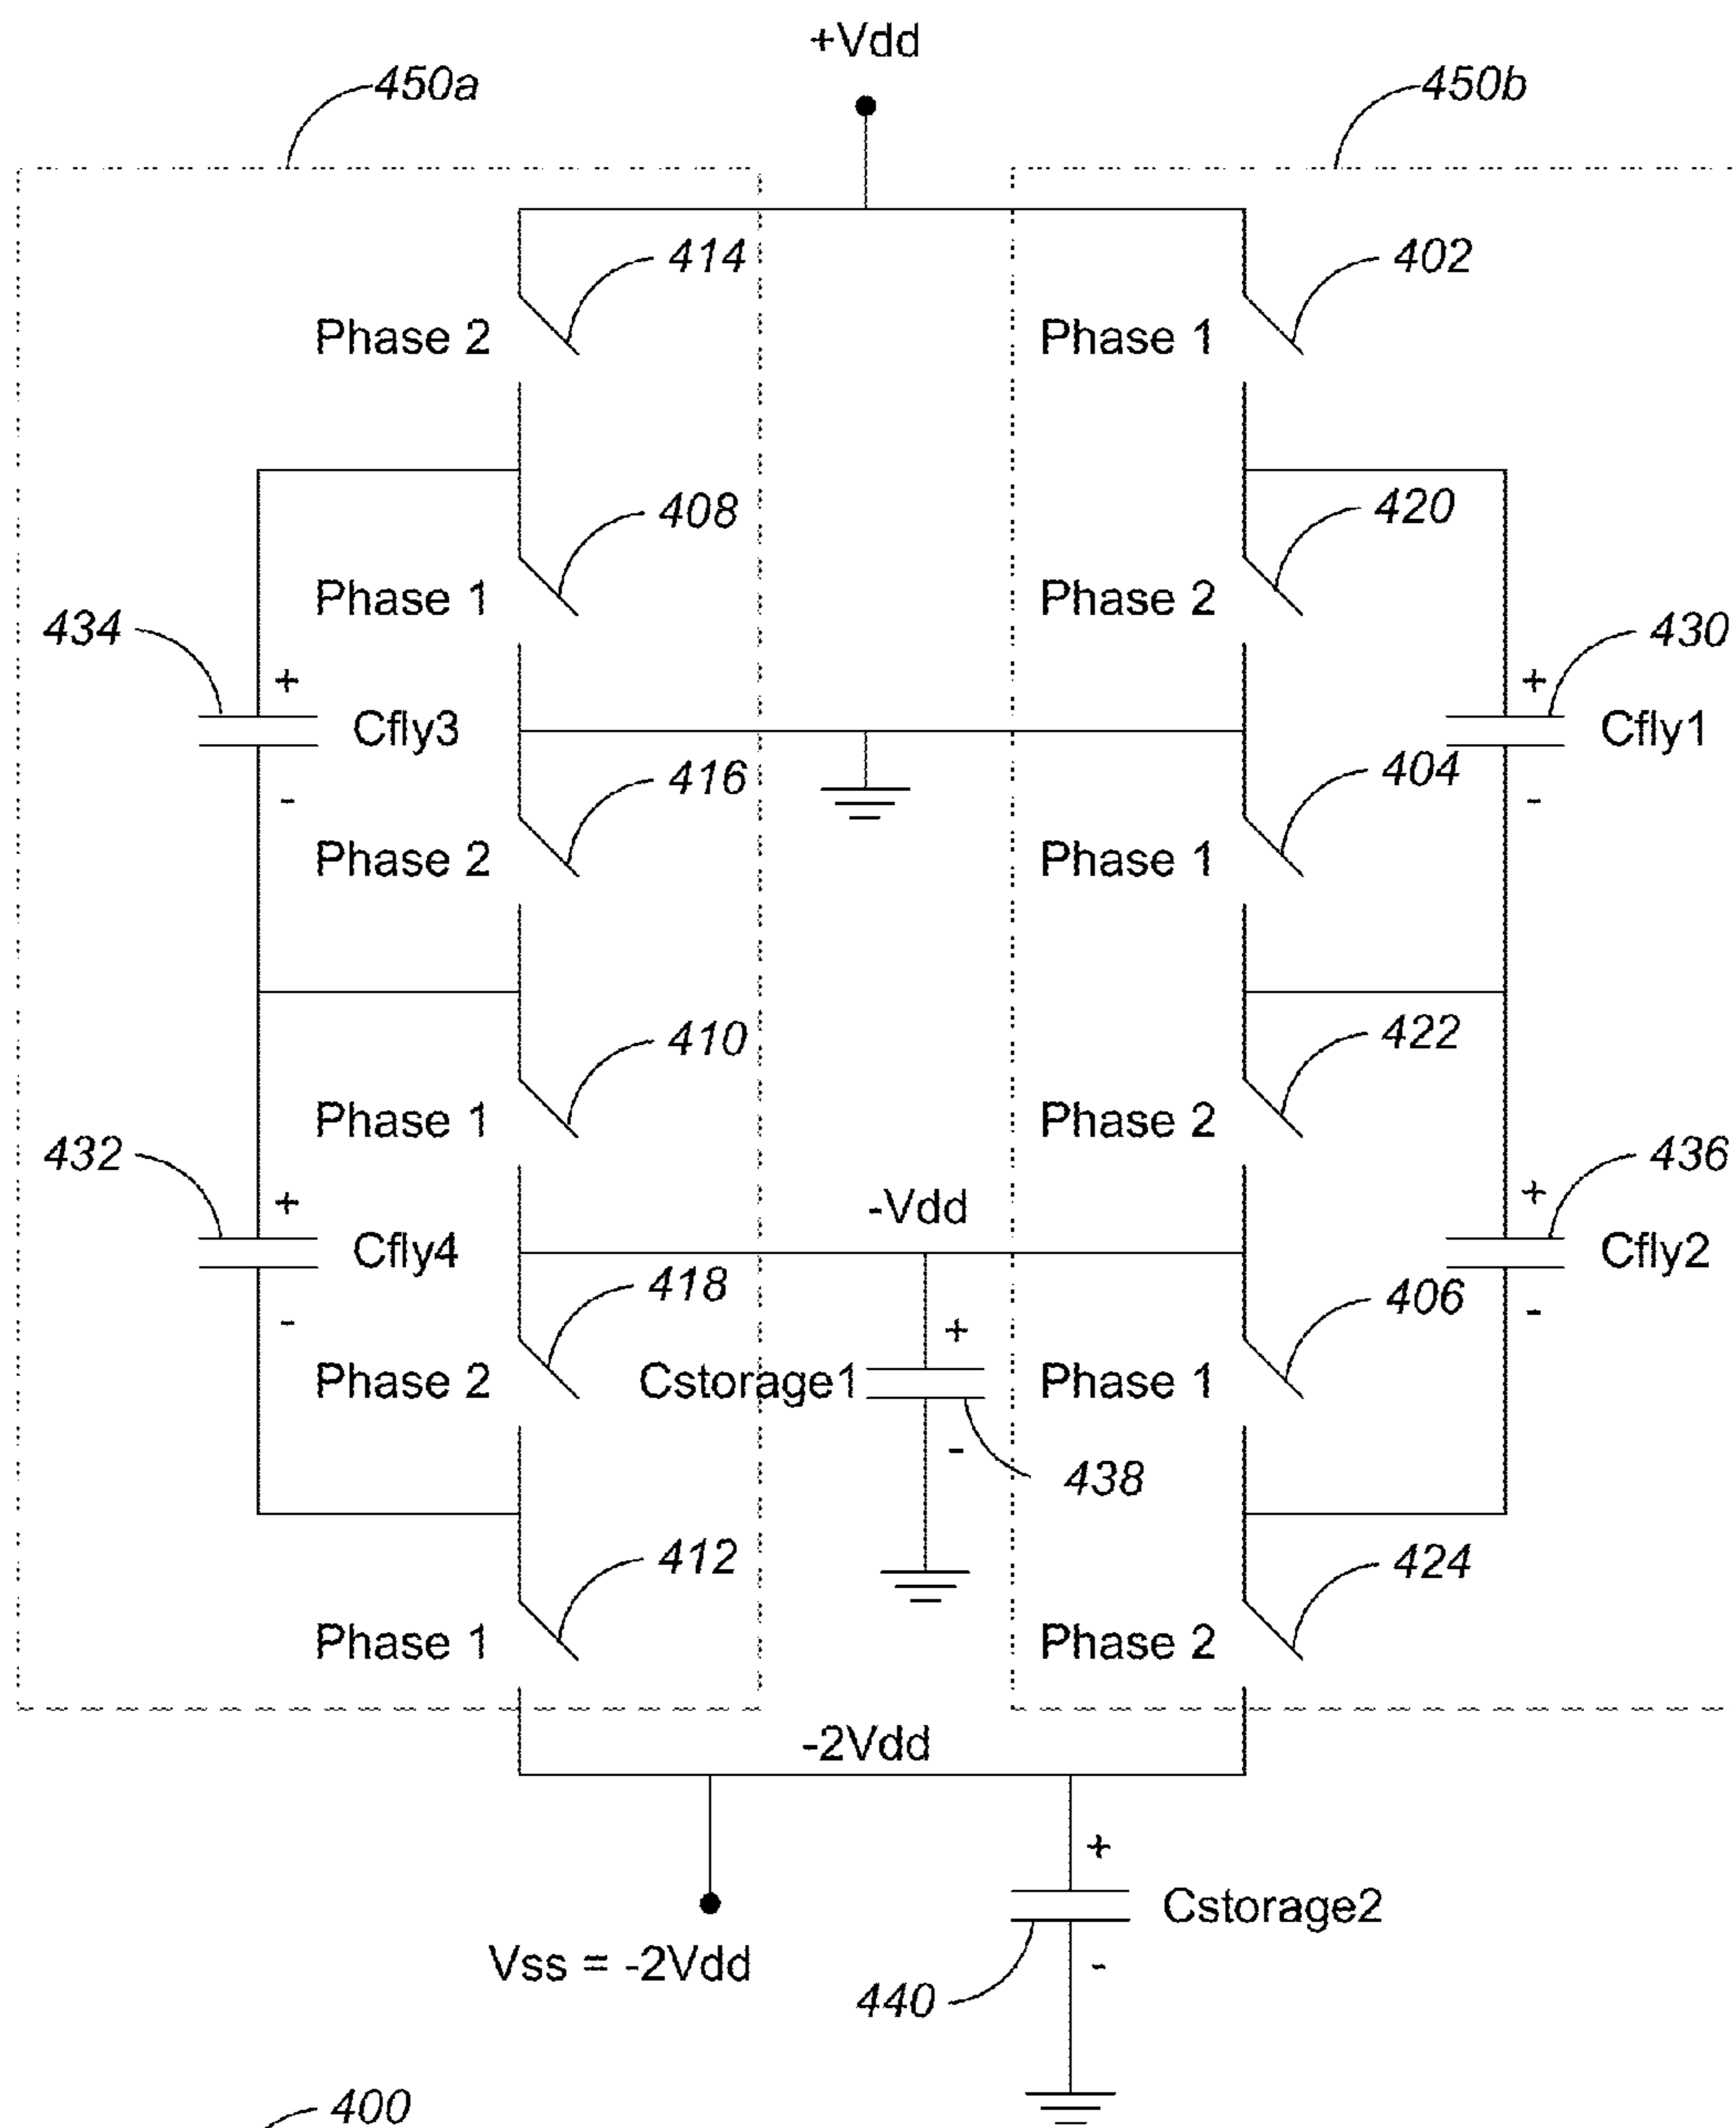 +Vdd
450a
450b
414
402
Phase 2
Phase 1
408
420
Phase 1
Phase 2
434
430
+
+
Cfly3
Cfly1
-
-
416
404
Phase 2
Phase 1
410
422
Phase 1
Phase 2
432
436
-Vdd
+
+
Cfly4
Cfly2
-
-
418
406
+
Phase 2
Cstorage1
Phase 1
-
438
412
424
Phase 1
Phase 2
-2Vdd
+
Cstorage2
-
Vss = -2Vdd
440
400